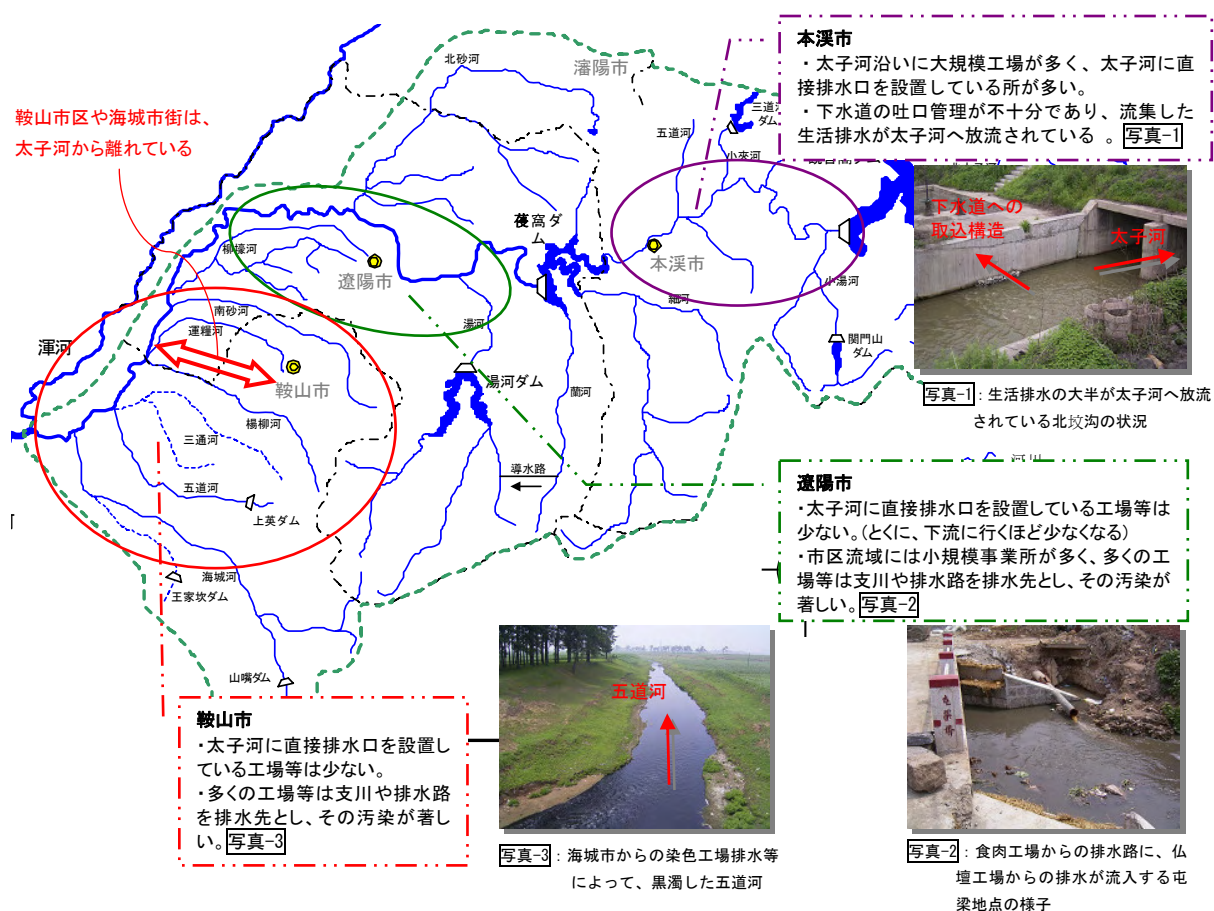 本渓市
・太子河沿いに大規模工場が多く、太子河に直
接排水口を設置している所が多い。
・下水道の吐口管理が不十分であり、流集した
生活排水が太子河へ放流されている 。写真-1
北砂河
瀋陽市
鞍山市区や海城市街は、
太子河から離れている
五道河
三道河
ダム
小夾河
下水道への
取込構造
太子河
葠窩ダ
ム
柳壕河
遼陽市
本渓市
小湯河
細河
南砂河
湯河
運糧河
渾河
鞍山市
関門山
ダム
湯河ダム
蘭河
写真-1：生活排水の大半が太子河へ放流
されている北坟沟の状況
楊柳河
三通河
導水路
五道河
上英ダム
河川
遼陽市
・太子河に直接排水口を設置している工場等は
少ない。(とくに、下流に行くほど少なくなる)
・市区流域には小規模事業所が多く、多くの工
場等は支川や排水路を排水先とし、その汚染が
著しい。写真-2
海城河
王家坎ダム
山嘴ダム
五道河
鞍山市
・太子河に直接排水口を設置し
ている工場等は少ない。
・多くの工場等は支川や排水路
を排水先とし、その汚染が著し
い。写真-3
写真-3：海城市からの染色工場排水等
によって、黒濁した五道河
写真-2：食肉工場からの排水路に、仏
壇工場からの排水が流入する屯
梁地点の様子